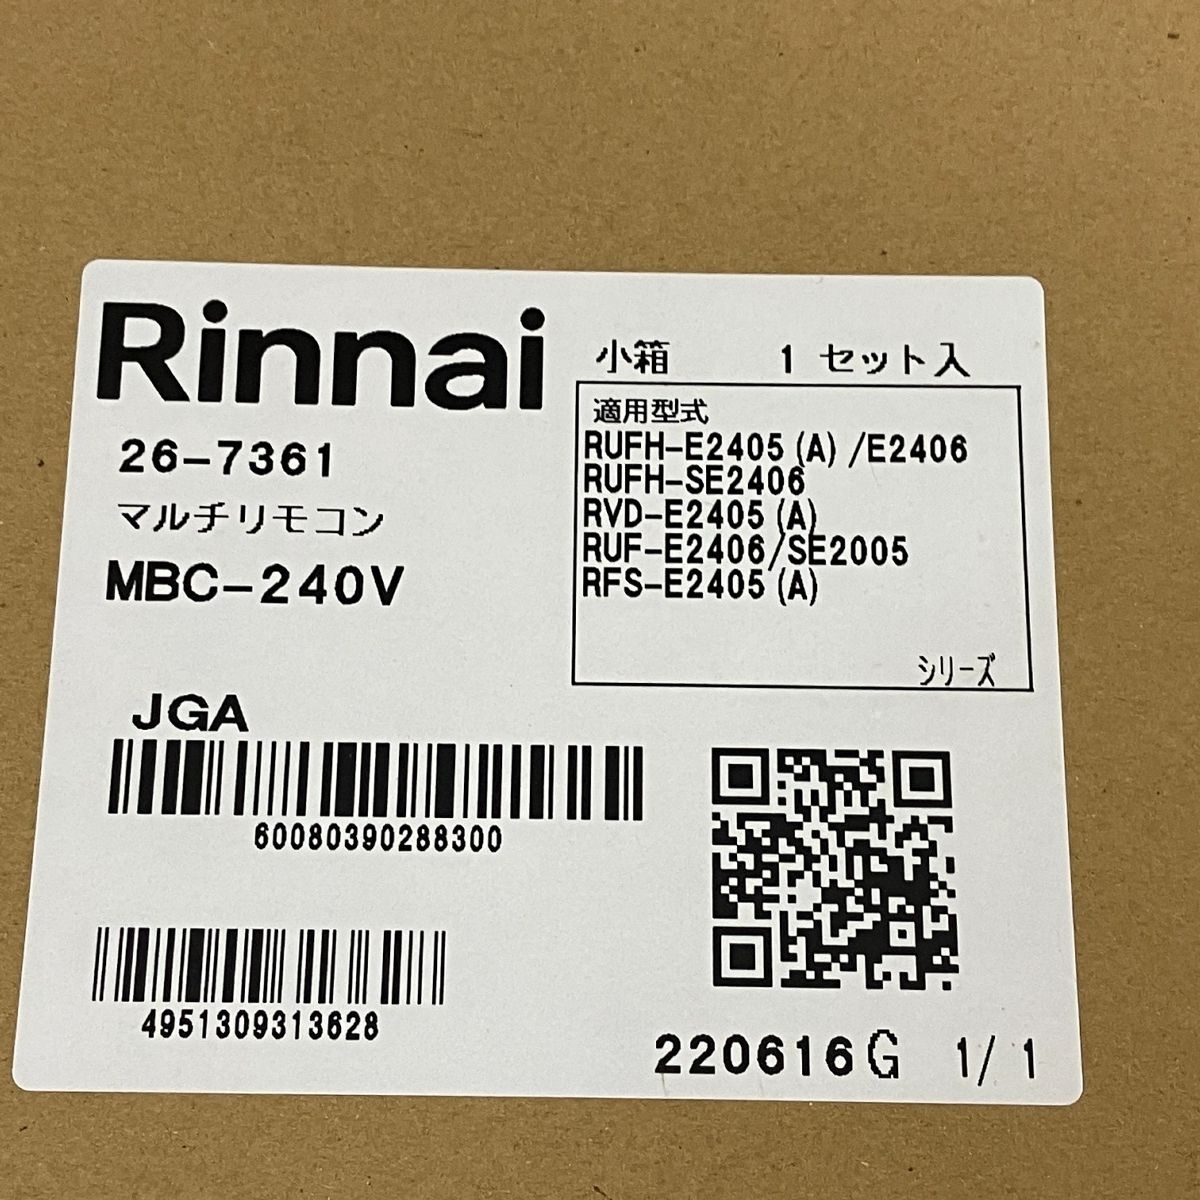 Rinnai
26-7361
マルチリモコン
MBC-240V
小箱 1 セット入
適用型式
RUFH-E2405(A)/E2406
RUFH-SE2406
RVD-E2405(A)
RUF-E2406/SE2005
RFS-E2405(A)
シリーズ
JGA
60080390288300
4951309313628
220616G 1/1